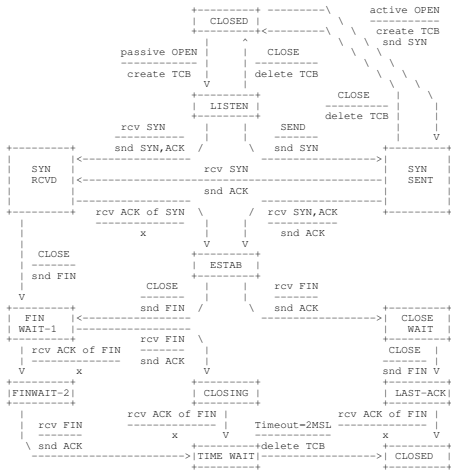 active OPEN
CLOSED
create TCB
snd SYN
passive OPEN CLOSE
create TCB delete TCB
CLOSE
LISTEN
delete TCB
rcv SYN SEND
snd SYN,ACK snd SYN
SYN rcv SYN SYN
RCVD SENT
snd ACK
rcv ACK of SYN rcv SYN,ACK
x snd ACK
CLOSE
snd FIN ESTAB
CLOSE rcv FIN
snd FIN snd ACK
FIN CLOSE
WAIT-1 rcv FIN WAIT
rcv ACK of FIN snd ACK CLOSE
x snd FIN
FINWAIT-2 CLOSING LAST-ACK
rcv ACK of FIN rcv ACK of FIN
rcv FIN Timeout=2MSL
x x
snd ACK delete TCB
TIME WAIT CLOSED